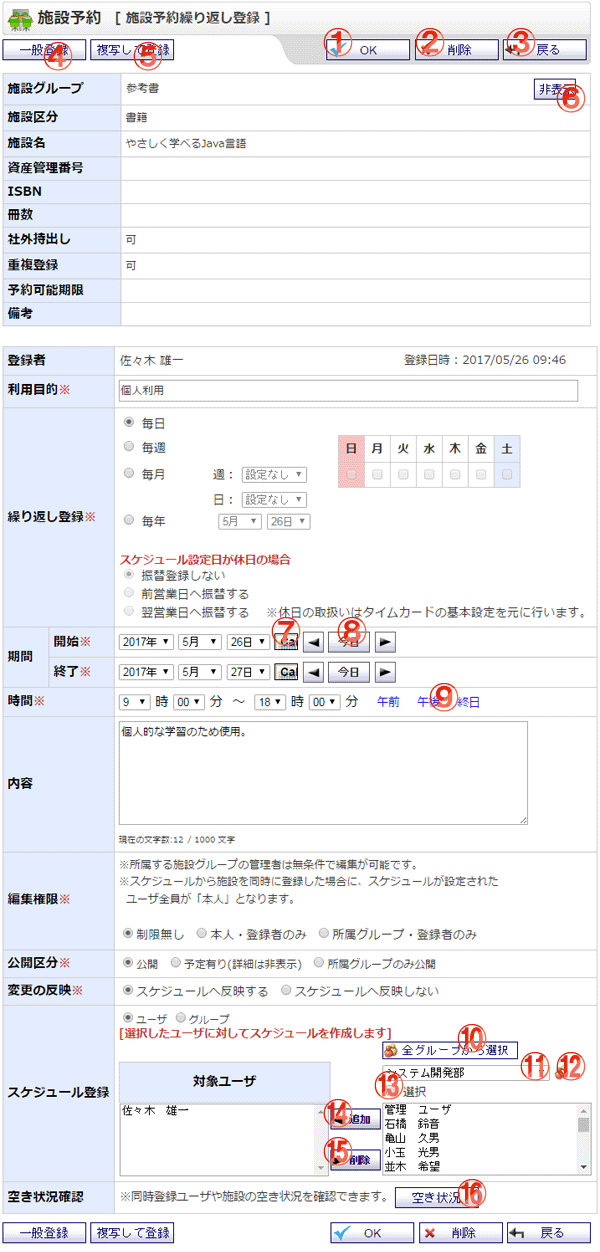 施設予約 [ 施設予約繰り返し登録 ]
一般登録 ④ 複写して登録 ⑤ ① OK ② 削除 ③ 戻る
施設グループ 参考書 非表示 ⑥
施設区分 書籍
施設名 やさしく学べるJava言語
資産管理番号
ISBN
冊数
社外持出し 可
重複登録 可
予約可能期限
備考
登録者 佐々木 雄一 登録日時:2017/05/26 09:46
利用目的※ 個人利用
繰り返し登録※
毎日
毎週 日 月 火 水 木 金 土
毎月 週: 設定なし
日: 設定なし
毎年 5月 26日
スケジュール設定日が休日の場合
振替登録しない
前営業日へ振替する
翌営業日へ振替する ※休日の取扱いはタイムカードの基本設定を元に行います。
期間 開始※ 2017年 5月 26日 ⑦ Cal ◀ 今日 ⑧ ▶
終了※ 2017年 5月 27日 Cal ◀ 今日 ▶
時間※ 9 時 00 分 ~ 18 時 00 分 午前 午後 ⑨ 終日
内容 個人的な学習のため使用。
現在の文字数:12 / 1000 文字
編集権限※
※所属する施設グループの管理者は無条件で編集が可能です。
※スケジュールから施設を同時に登録した場合に、スケジュールが設定された
ユーザ全員が「本人」となります。
制限無し 本人・登録者のみ 所属グループ・登録者のみ
公開区分※ 公開 予定有り(詳細は非表示) 所属グループのみ公開
変更の反映※ スケジュールへ反映する スケジュールへ反映しない
スケジュール登録
ユーザ グループ
[選択したユーザに対してスケジュールを作成します]
⑩ 全グループから選択
対象ユーザ システム開発部 ⑪ ⑫
⑬ 選択
佐々木 雄一
⑭ 追加
⑮ 削除
管理 ユーザ
石橋 鈴音
亀山 久男
小玉 光男
並木 希望
空き状況確認 ※同時登録ユーザや施設の空き状況を確認できます。 空き状況 ⑯
一般登録 複写して登録 OK 削除 戻る